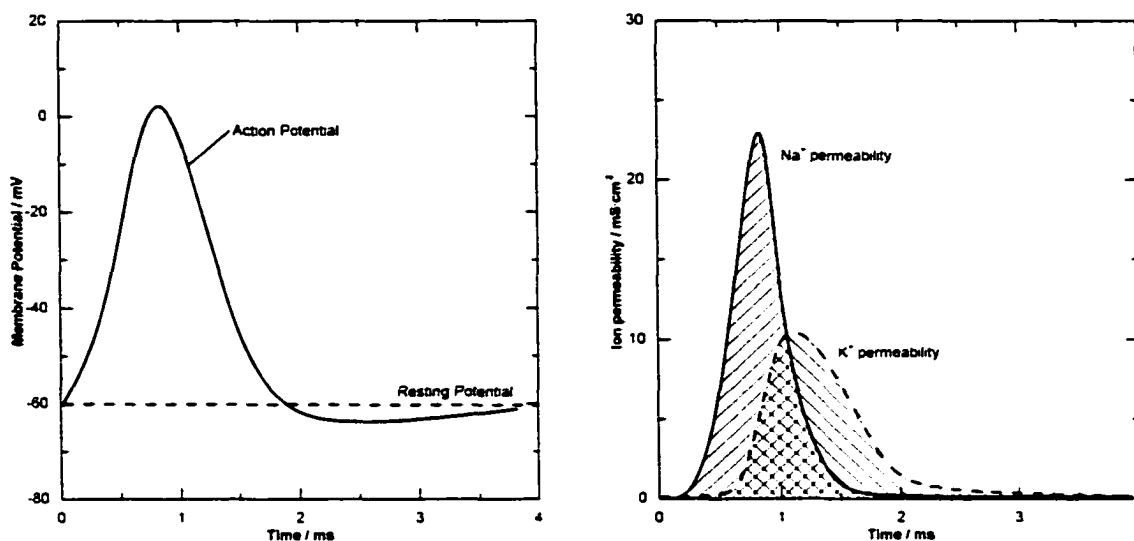 20
0
-20
-40
-60
-80
Membrane Potential / mV
Action Potential
Resting Potential
0
1
2
3
4
Time / ms
30
20
10
0
Ion permeability / mS·cm²
Na⁺ permeability
K⁺ permeability
0
1
2
3
Time / ms